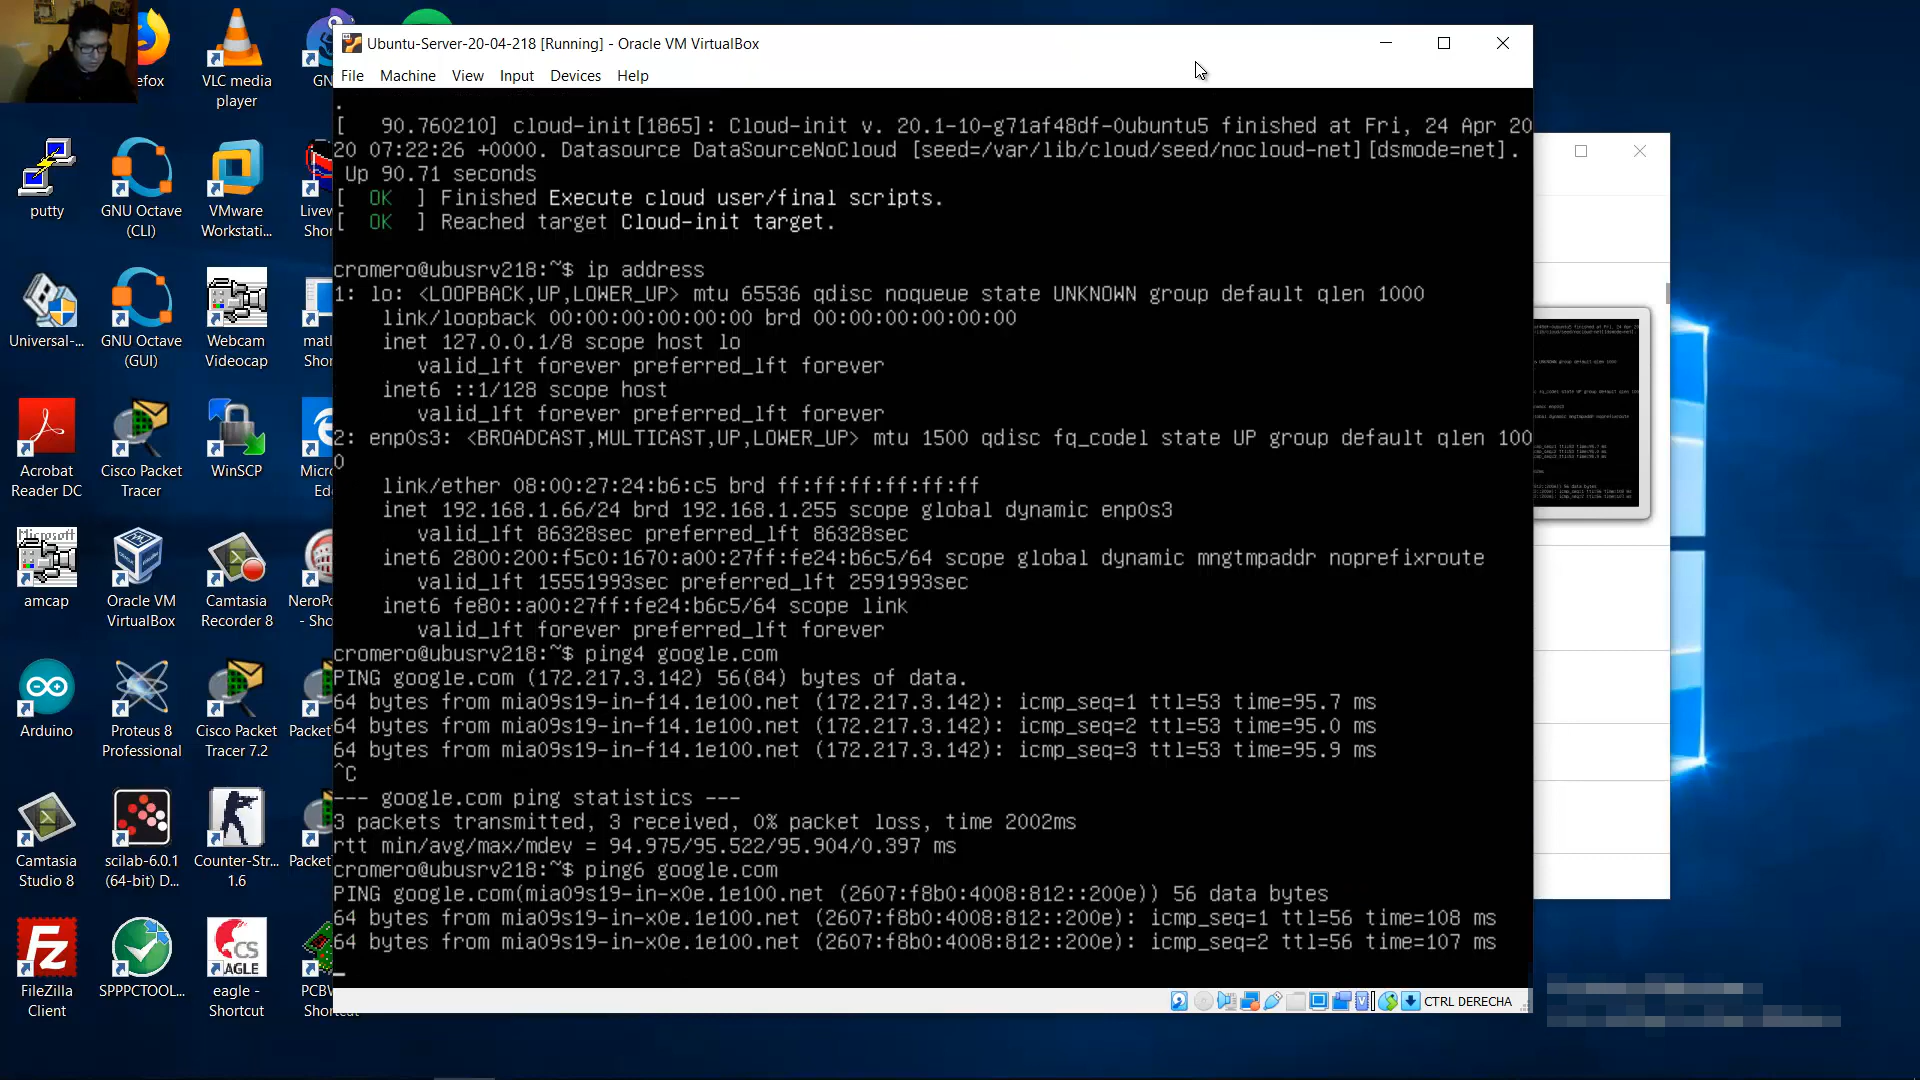 Ubuntu-Server-20-04-218 [Running] - Oracle VM VirtualBox
File Machine View Input Devices Help
.
[   90.760210] cloud-init[1865]: Cloud-init v. 20.1-10-g71af48df-0ubuntu5 finished at Fri, 24 Apr 20
20 07:22:26 +0000. Datasource DataSourceNoCloud [seed=/var/lib/cloud/seed/nocloud-net][dsmode=net].
 Up 90.71 seconds
[  OK  ] Finished Execute cloud user/final scripts.
[  OK  ] Reached target Cloud-init target.
cromero@ubusrv218:~$ ip address
1: lo: <LOOPBACK,UP,LOWER_UP> mtu 65536 qdisc noqueue state UNKNOWN group default qlen 1000
    link/loopback 00:00:00:00:00:00 brd 00:00:00:00:00:00
    inet 127.0.0.1/8 scope host lo
       valid_lft forever preferred_lft forever
    inet6 ::1/128 scope host
       valid_lft forever preferred_lft forever
2: enp0s3: <BROADCAST,MULTICAST,UP,LOWER_UP> mtu 1500 qdisc fq_codel state UP group default qlen 100
0
    link/ether 08:00:27:24:b6:c5 brd ff:ff:ff:ff:ff:ff
    inet 192.168.1.66/24 brd 192.168.1.255 scope global dynamic enp0s3
       valid_lft 86328sec preferred_lft 86328sec
    inet6 2800:200:f5c0:1670:a00:27ff:fe24:b6c5/64 scope global dynamic mngtmpaddr noprefixroute
       valid_lft 15551993sec preferred_lft 2591993sec
    inet6 fe80::a00:27ff:fe24:b6c5/64 scope link
       valid_lft forever preferred_lft forever
cromero@ubusrv218:~$ ping4 google.com
PING google.com (172.217.3.142) 56(84) bytes of data.
64 bytes from mia09s19-in-f14.1e100.net (172.217.3.142): icmp_seq=1 ttl=53 time=95.7 ms
64 bytes from mia09s19-in-f14.1e100.net (172.217.3.142): icmp_seq=2 ttl=53 time=95.0 ms
64 bytes from mia09s19-in-f14.1e100.net (172.217.3.142): icmp_seq=3 ttl=53 time=95.9 ms
^C
--- google.com ping statistics ---
3 packets transmitted, 3 received, 0% packet loss, time 2002ms
rtt min/avg/max/mdev = 94.975/95.522/95.904/0.397 ms
cromero@ubusrv218:~$ ping6 google.com
PING google.com(mia09s19-in-x0e.1e100.net (2607:f8b0:4008:812::200e)) 56 data bytes
64 bytes from mia09s19-in-x0e.1e100.net (2607:f8b0:4008:812::200e): icmp_seq=1 ttl=56 time=108 ms
64 bytes from mia09s19-in-x0e.1e100.net (2607:f8b0:4008:812::200e): icmp_seq=2 ttl=56 time=107 ms
_
CTRL DERECHA
efox
VLC media
player
GN
putty
GNU Octave
(CLI)
VMware
Workstati...
Livew
Shor
Universal-...
GNU Octave
(GUI)
Webcam
Videocap
matl
Shor
Acrobat
Reader DC
Cisco Packet
Tracer
WinSCP
Micro
Ed
Microsoft
amcap
Oracle VM
VirtualBox
Camtasia
Recorder 8
NeroPo
- Sho
Arduino
Proteus 8
Professional
Cisco Packet
Tracer 7.2
Packet
Camtasia
Studio 8
scilab-6.0.1
(64-bit) D...
Counter-Str...
1.6
Packet
FileZilla
Client
SPPPCTOOL...
CS
EAGLE
eagle -
Shortcut
PCBV
Shortcut